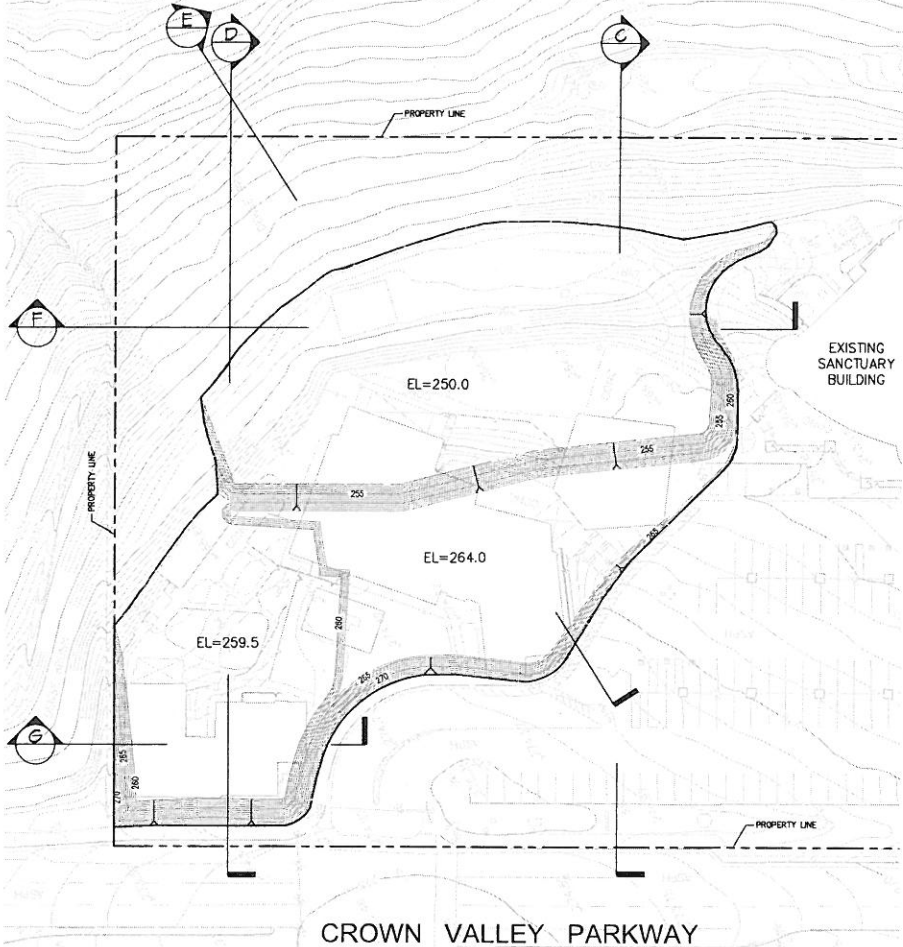 E
D
C
PROPERTY LINE
F
EXISTING
SANCTUARY
BUILDING
EL=250.0
260
255
255
PROPERTY LINE
255
265
EL=264.0
260
EL=259.5
265
270
G
265
260
270
PROPERTY LINE
CROWN VALLEY PARKWAY